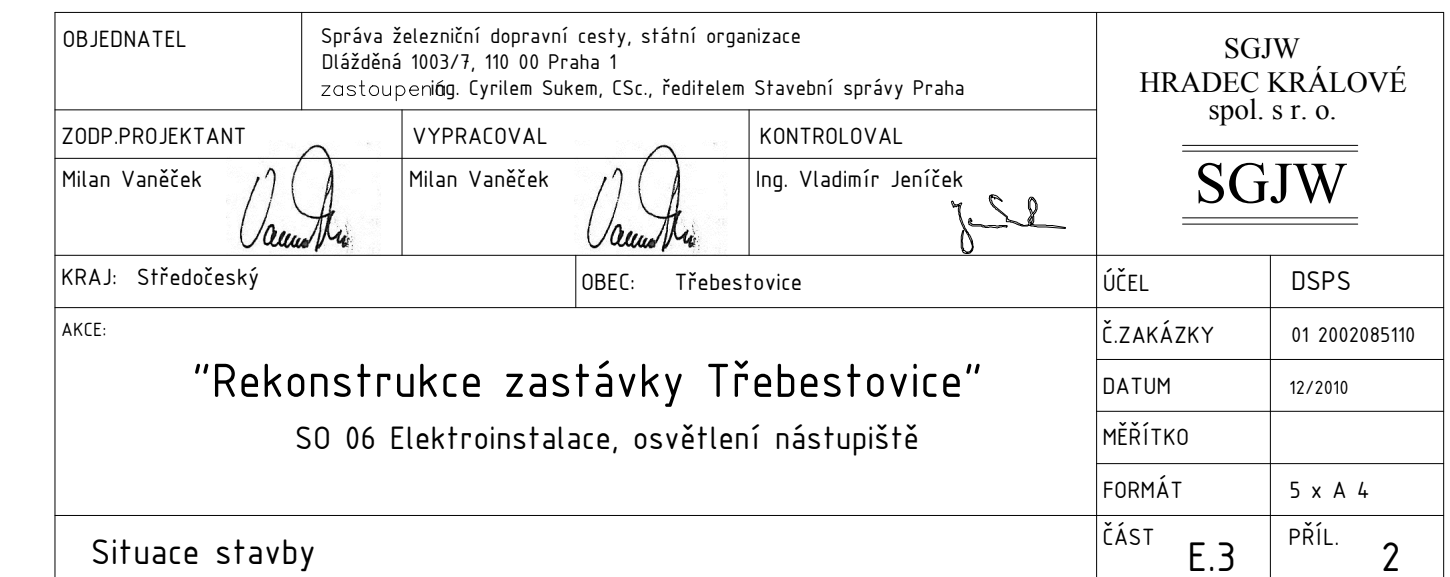 OBJEDNATEL
Správa železniční dopravní cesty, státní organizace
Dlážděná 1003/7, 110 00 Praha 1
zastoupená ing. Cyrilem Sukem, CSc., ředitelem Stavební správy Praha
SGJW
HRADEC KRÁLOVÉ
spol. s r. o.
SGJW
ZODP.PROJEKTANT
VYPRACOVAL
KONTROLOVAL
Milan Vaněček
Milan Vaněček
Ing. Vladimír Jeníček
KRAJ: Středočeský
OBEC: Třebestovice
ÚČEL
DSPS
AKCE:
"Rekonstrukce zastávky Třebestovice"
SO 06 Elektroinstalace, osvětlení nástupiště
Č.ZAKÁZKY
01 2002085110
DATUM
12/2010
MĚŘÍTKO
FORMÁT
5 x A 4
Situace stavby
ČÁST E.3
PŘÍL. 2